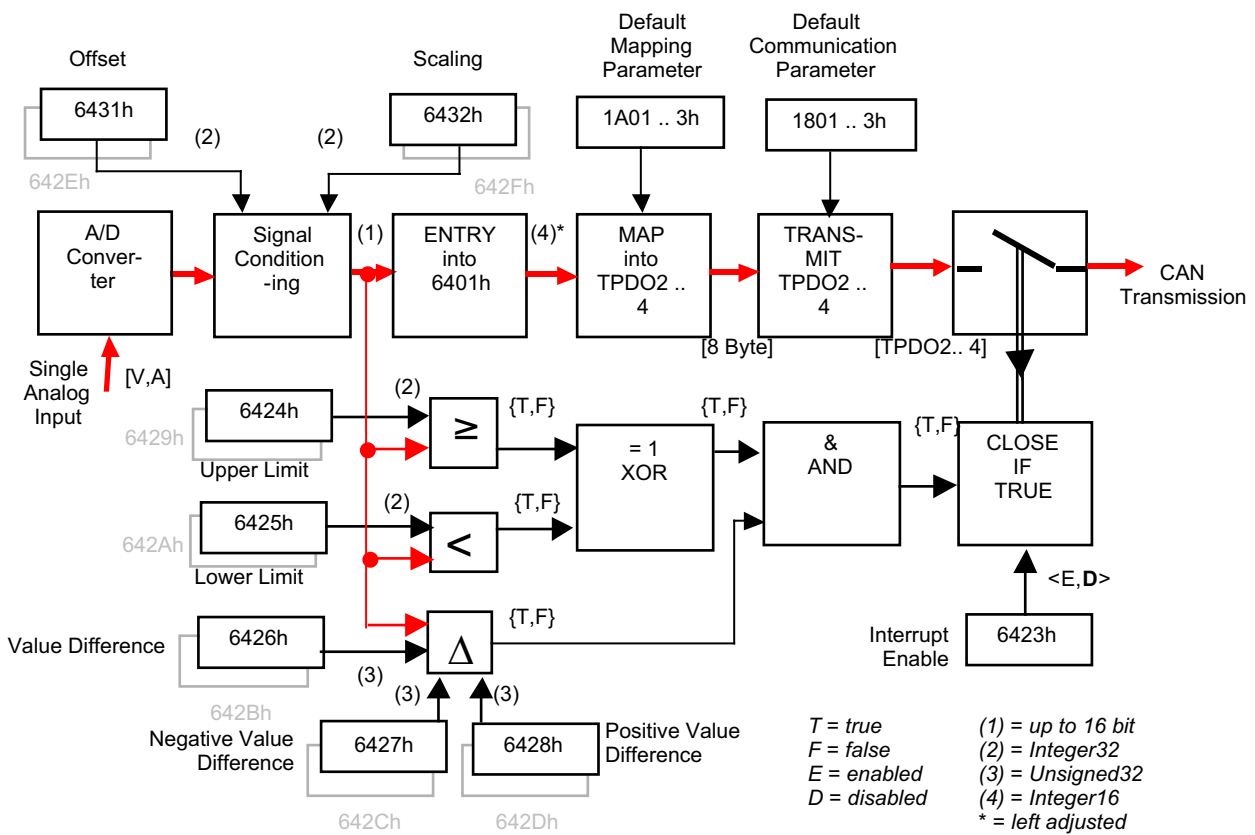 Default
Mapping
Parameter
Default
Communication
Parameter
Offset
Scaling
6431h
642Eh
(2)
(2)
6432h
642Fh
1A01 .. 3h
1801 .. 3h
A/D
Conver-
ter
Signal
Condition
-ing
(1)
ENTRY
into
6401h
(4)*
MAP
into
TPDO2 ..
4
[8 Byte]
TRANS-
MIT
TPDO2 ..
4
[TPDO2.. 4]
CAN
Transmission
Single
Analog
Input
[V,A]
6424h
6429h
Upper Limit
(2)
≥
{T,F}
= 1
XOR
{T,F}
&
AND
{T,F}
CLOSE
IF
TRUE
6425h
642Ah
Lower Limit
(2)
<
{T,F}
<E,D>
Interrupt
Enable
6423h
Value Difference
6426h
642Bh
(3)
Δ
{T,F}
(3)
(3)
Negative Value
Difference
6427h
642Ch
6428h
642Dh
Positive Value
Difference
T = true
F = false
E = enabled
D = disabled
(1) = up to 16 bit
(2) = Integer32
(3) = Unsigned32
(4) = Integer16
* = left adjusted